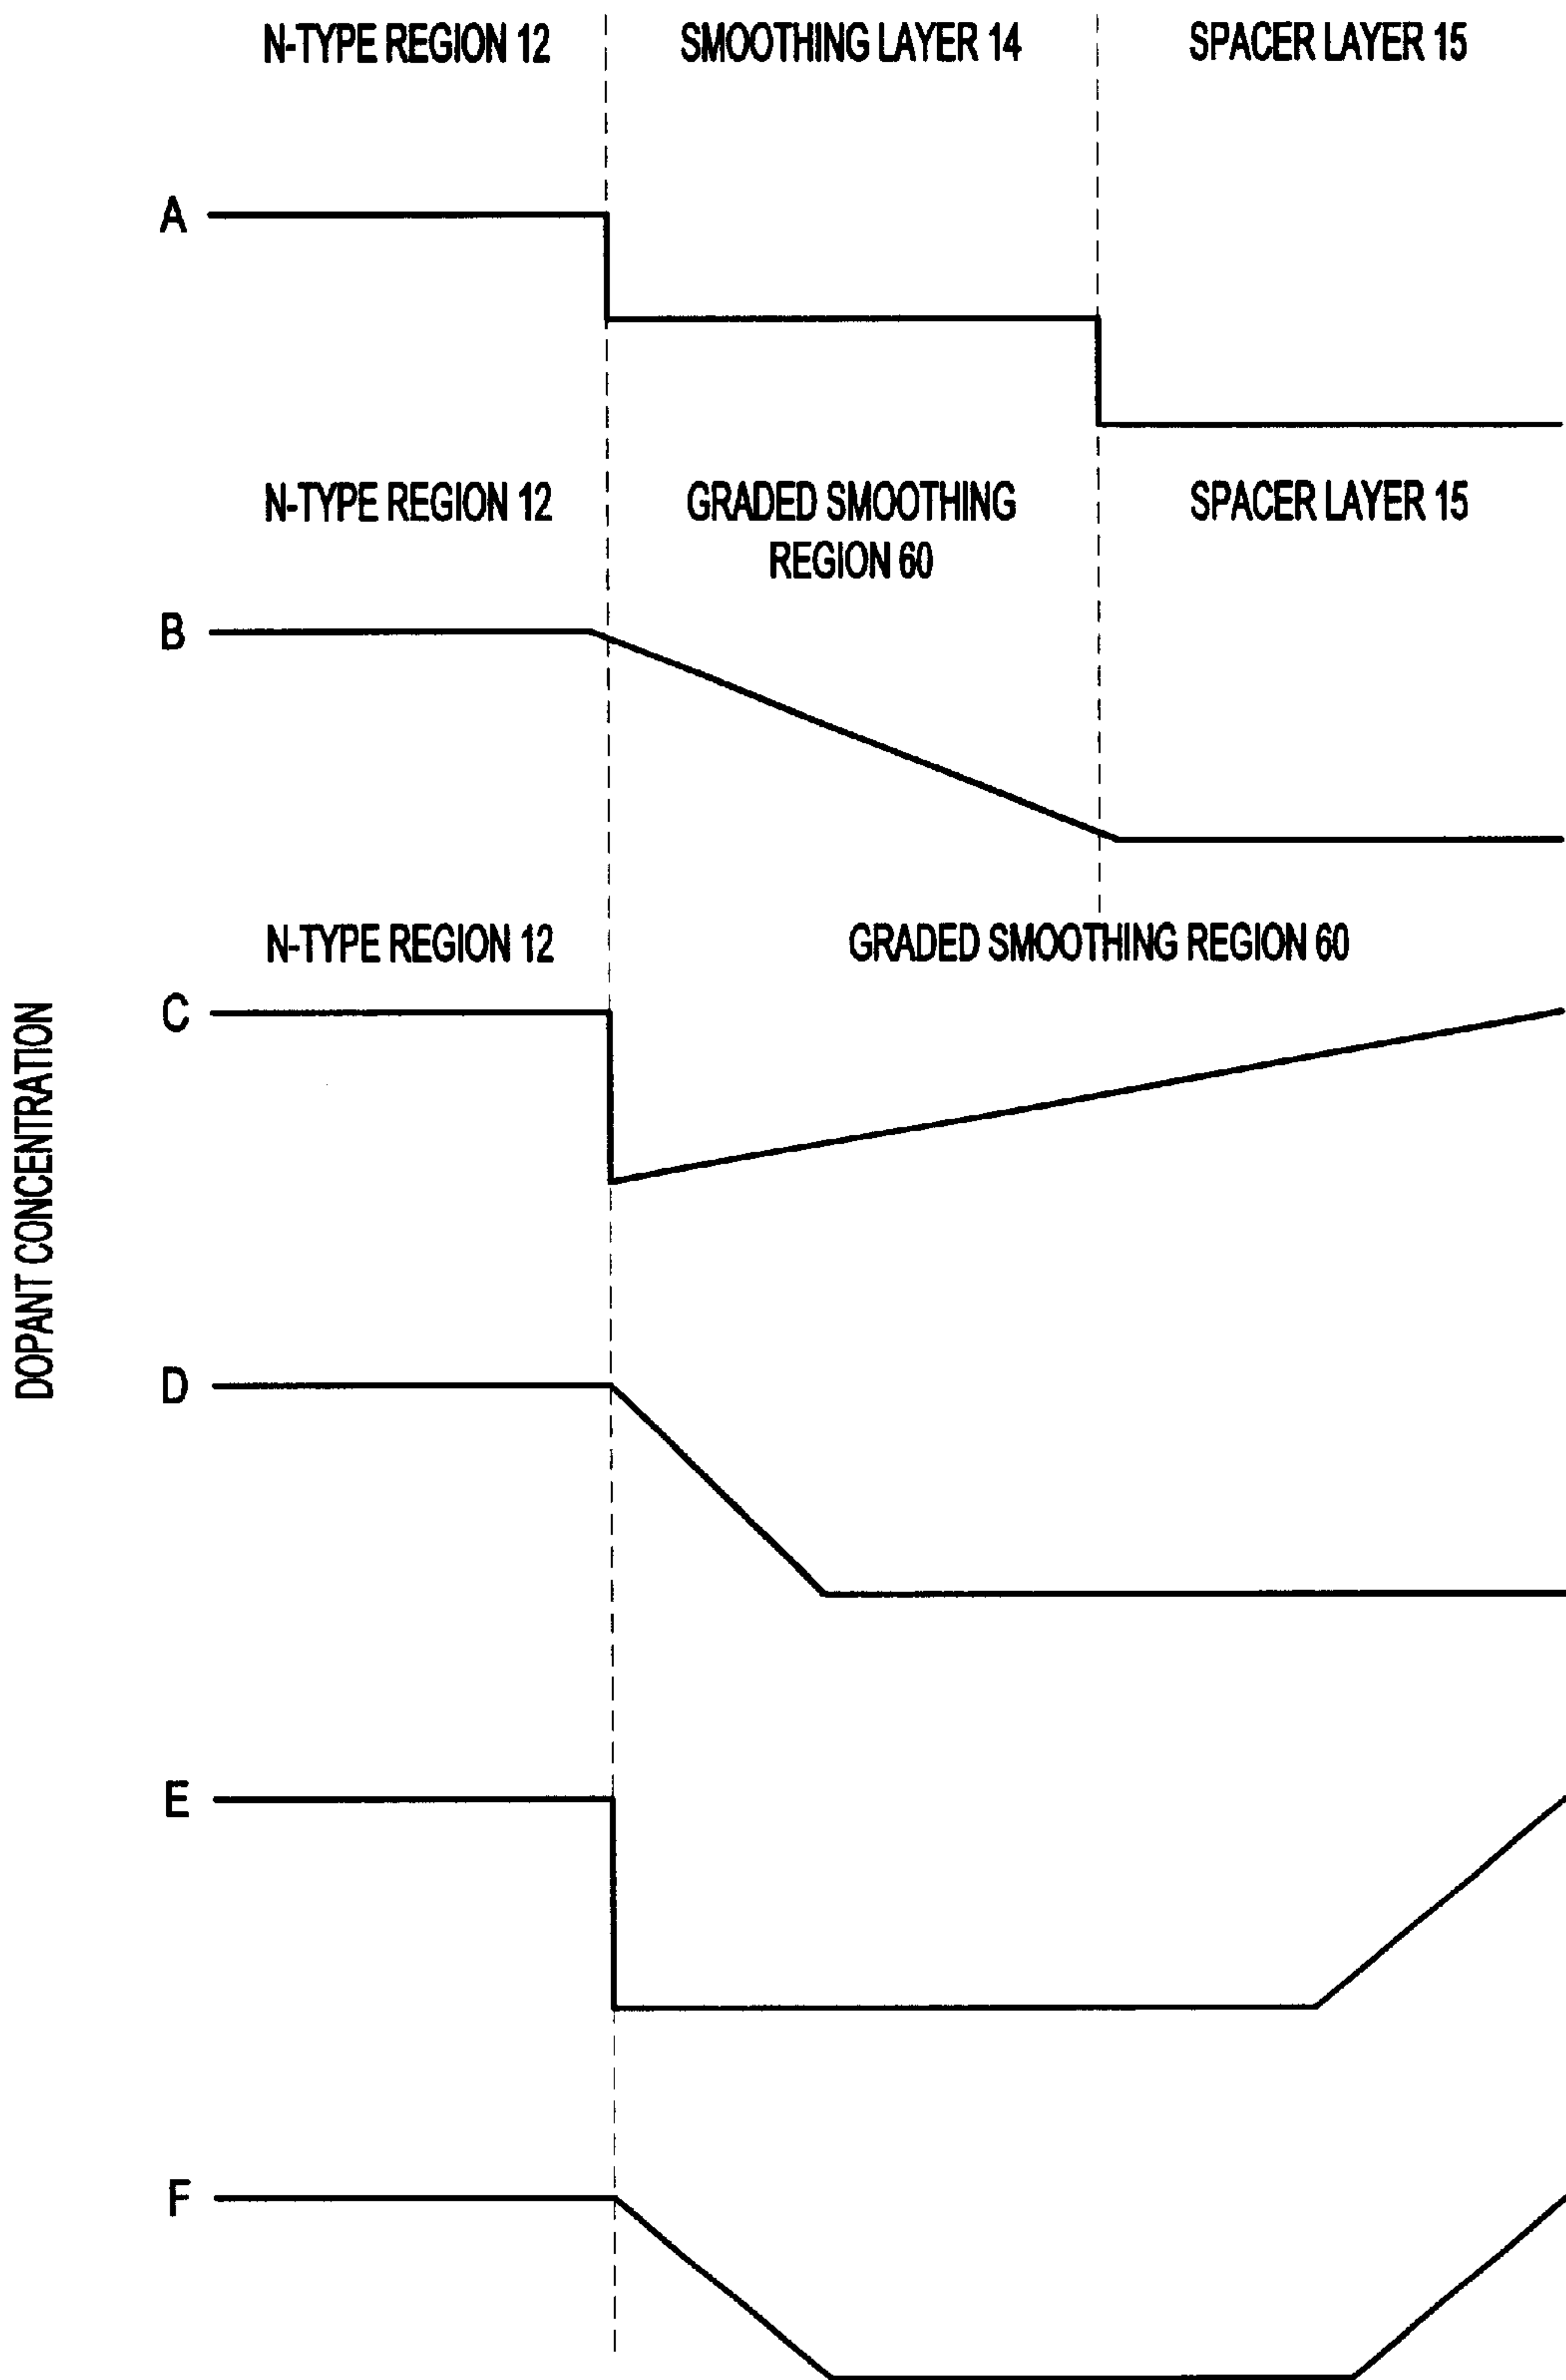 N-TYPE REGION 12
SMOOTHING LAYER 14
SPACER LAYER 15
A
N-TYPE REGION 12
GRADED SMOOTHING
REGION 60
SPACER LAYER 15
B
N-TYPE REGION 12
GRADED SMOOTHING REGION 60
C
DOPANT CONCENTRATION
D
E
F